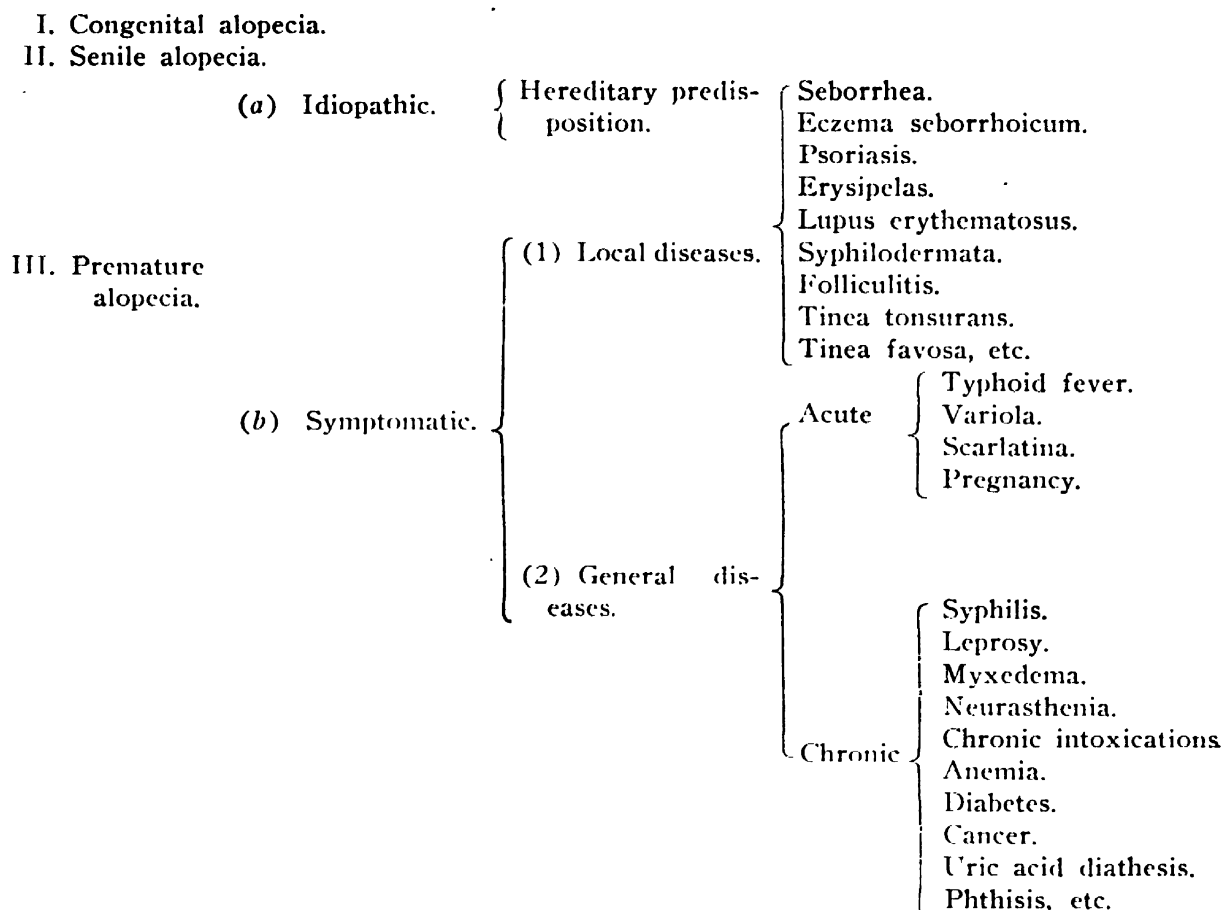 I. Congenital alopecia.
II. Senile alopecia.
III. Premature
alopecia.
(a) Idiopathic.
Hereditary predis-
position.
(b) Symptomatic.
(1) Local diseases.
Seborrhea.
Eczema seborrhoicum.
Psoriasis.
Erysipelas.
Lupus erythematosus.
Syphilodermata.
Folliculitis.
Tinea tonsurans.
Tinea favosa, etc.
(2) General dis-
eases.
Acute
Typhoid fever.
Variola.
Scarlatina.
Pregnancy.
Chronic
Syphilis.
Leprosy.
Myxedema.
Neurasthenia.
Chronic intoxications.
Anemia.
Diabetes.
Cancer.
Uric acid diathesis.
Phthisis, etc.